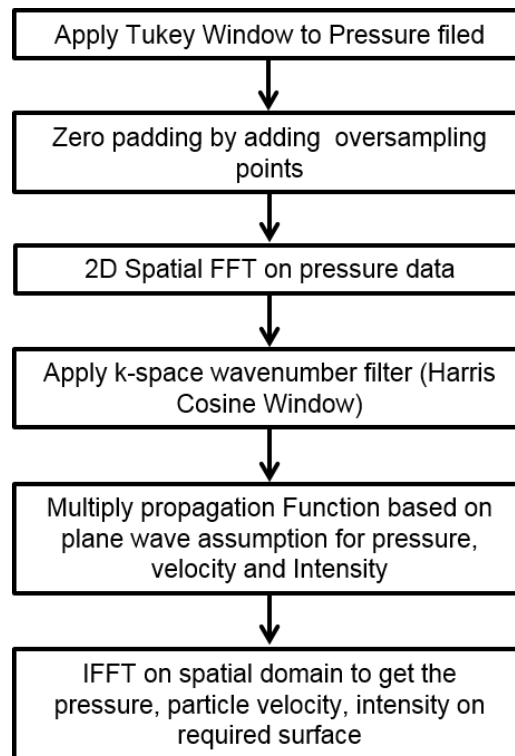 Apply Tukey Window to Pressure filed
Zero padding by adding oversampling
points
2D Spatial FFT on pressure data
Apply k-space wavenumber filter (Harris
Cosine Window)
Multiply propagation Function based on
plane wave assumption for pressure,
velocity and Intensity
IFFT on spatial domain to get the
pressure, particle velocity, intensity on
required surface